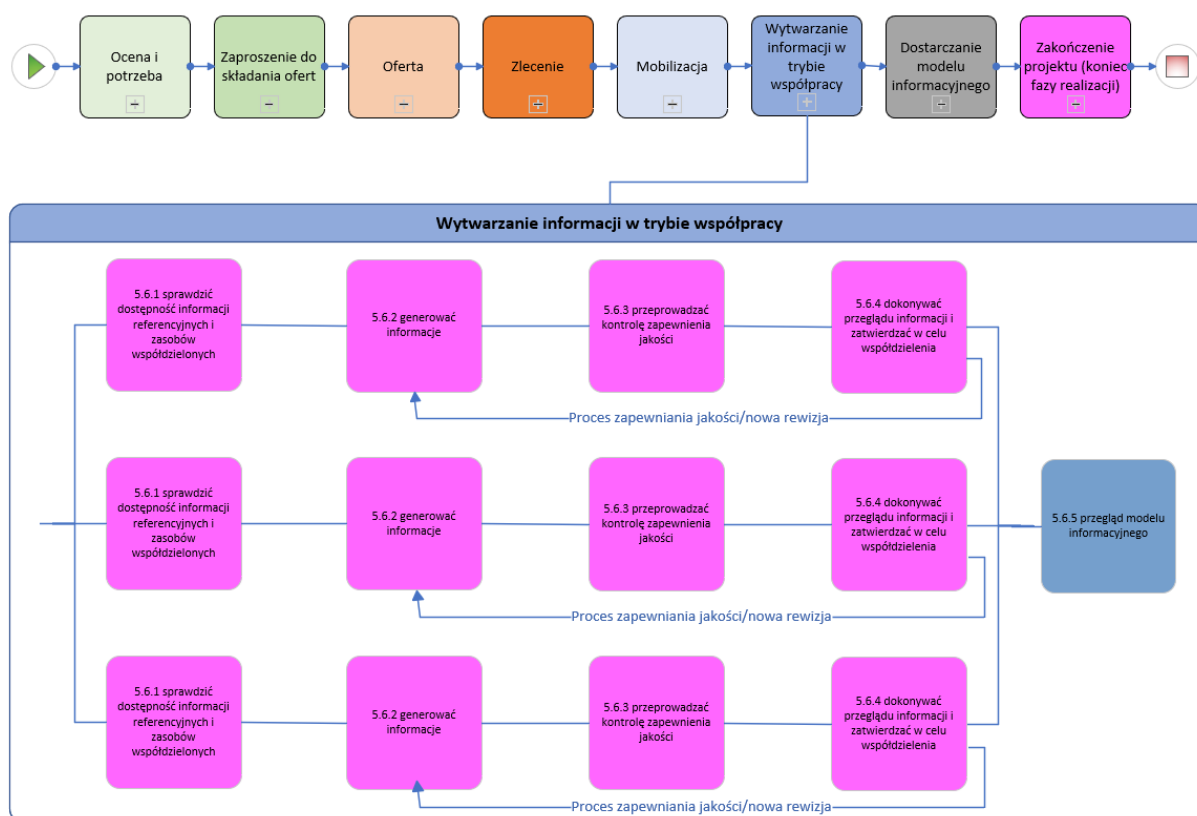 Ocena i
potrzeba
Zaproszenie do
składania ofert
Oferta
Zlecenie
Mobilizacja
Wytwarzanie
informacji w
trybie
współpracy
Dostarczanie
modelu
informacyjnego
Zakończenie
projektu (koniec
fazy realizacji)
Wytwarzanie informacji w trybie współpracy
5.6.1 sprawdzić
dostępność informacji
referencyjnych i
zasobów
współdzielonych
5.6.2 generować
informacje
5.6.3 przeprowadzać
kontrolę zapewnienia
jakości
5.6.4 dokonywać
przeglądu informacji i
zatwierdzać w celu
współdzielenia
Proces zapewniania jakości/nowa rewizja
5.6.1 sprawdzić
dostępność informacji
referencyjnych i
zasobów
współdzielonych
5.6.2 generować
informacje
5.6.3 przeprowadzać
kontrolę zapewnienia
jakości
5.6.4 dokonywać
przeglądu informacji i
zatwierdzać w celu
współdzielenia
5.6.5 przegląd modelu
informacyjnego
Proces zapewniania jakości/nowa rewizja
5.6.1 sprawdzić
dostępność informacji
referencyjnych i
zasobów
współdzielonych
5.6.2 generować
informacje
5.6.3 przeprowadzać
kontrolę zapewnienia
jakości
5.6.4 dokonywać
przeglądu informacji i
zatwierdzać w celu
współdzielenia
Proces zapewniania jakości/nowa rewizja